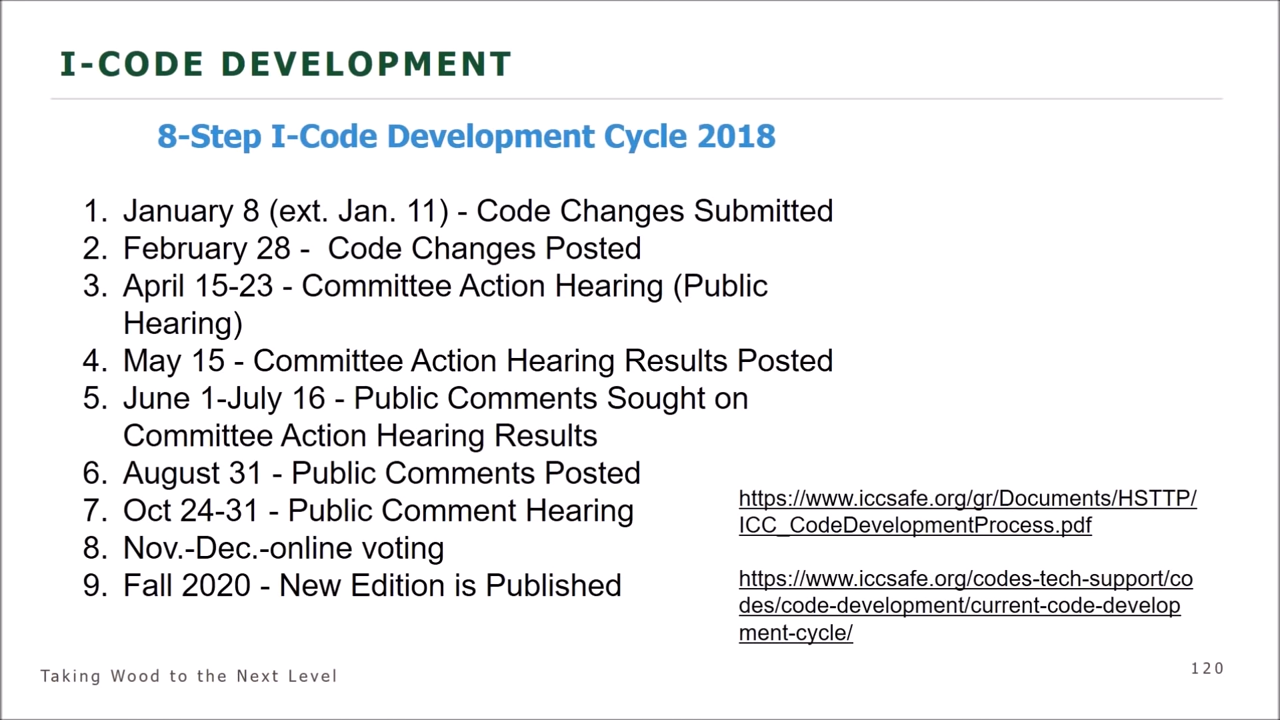 I-CODE DEVELOPMENT
8-Step I-Code Development Cycle 2018
1. January 8 (ext. Jan. 11) - Code Changes Submitted
2. February 28 - Code Changes Posted
3. April 15-23 - Committee Action Hearing (Public
Hearing)
4. May 15 - Committee Action Hearing Results Posted
5. June 1-July 16 - Public Comments Sought on
Committee Action Hearing Results
6. August 31 - Public Comments Posted
7. Oct 24-31 - Public Comment Hearing
8. Nov.-Dec.-online voting
9. Fall 2020 - New Edition is Published
https://www.iccsafe.org/gr/Documents/HSTTP/
ICC_CodeDevelopmentProcess.pdf
https://www.iccsafe.org/codes-tech-support/co
des/code-development/current-code-develop
ment-cycle/
Taking Wood to the Next Level
120